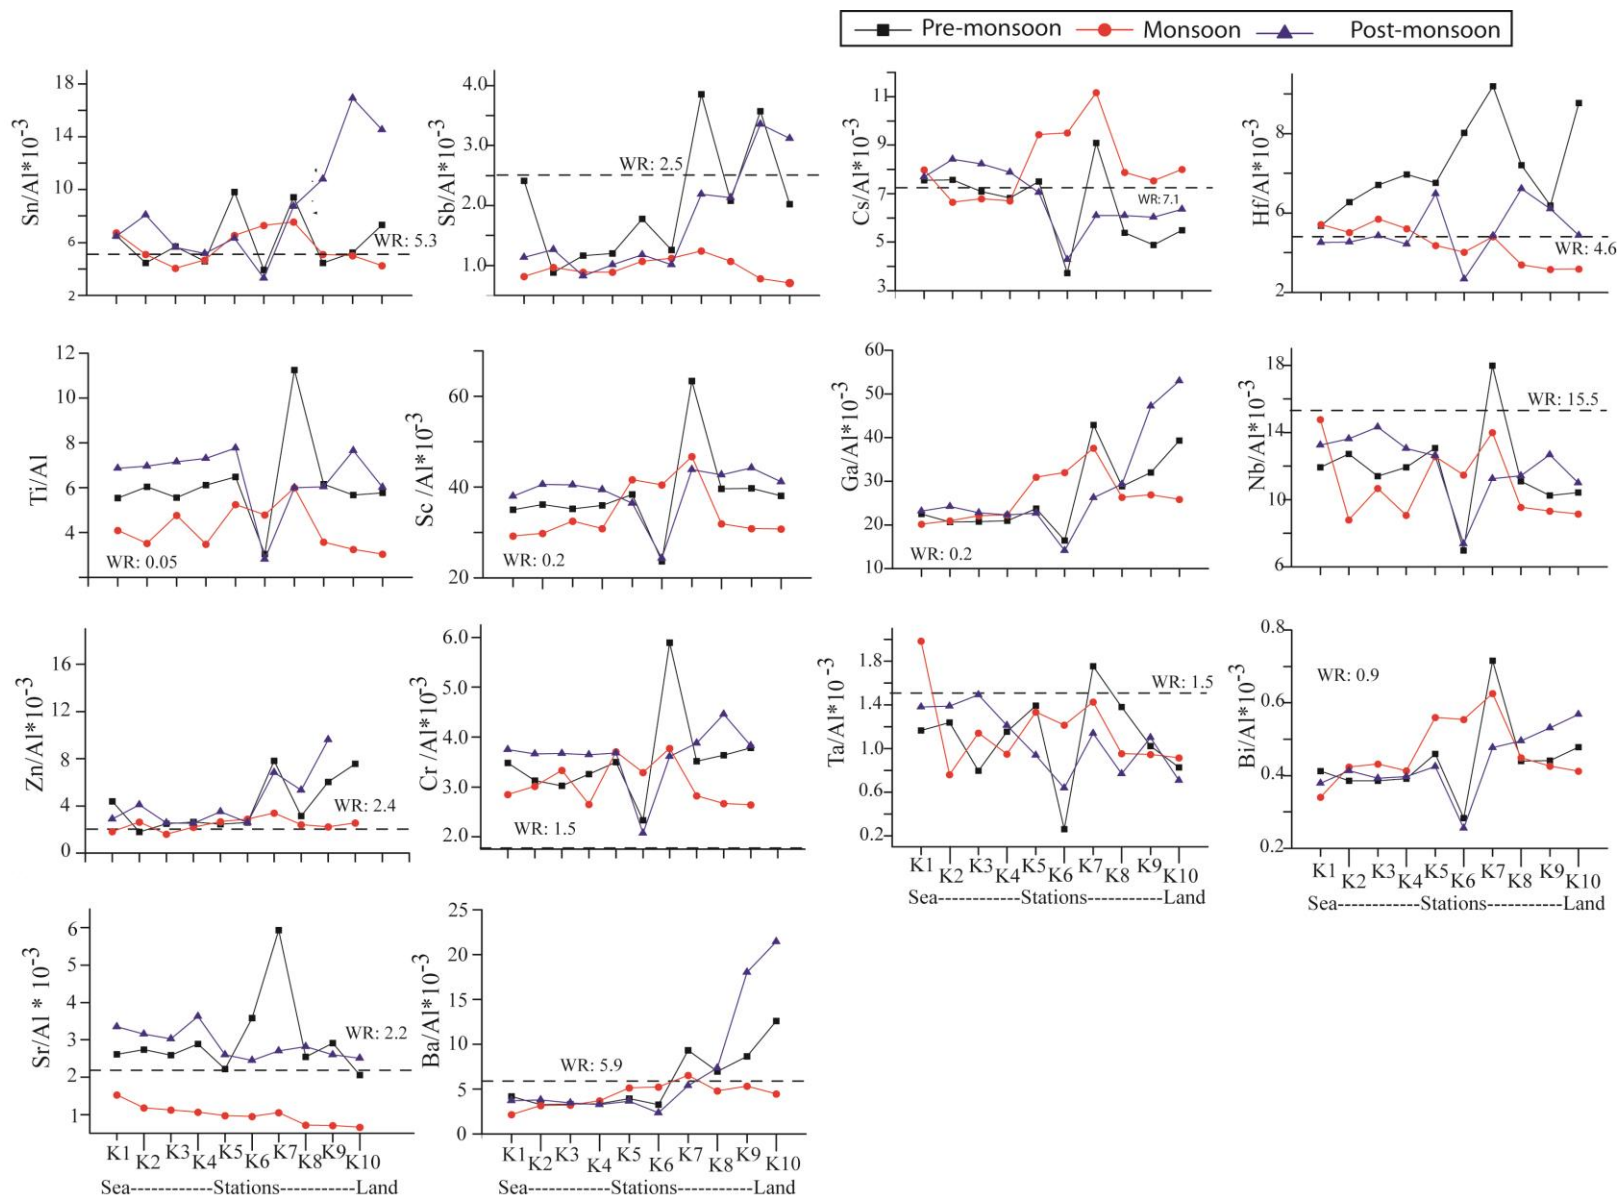 Pre-monsoon Monsoon Post-monsoon
Sn/Al*10⁻³
18
14
10
6
2
WR: 5.3
Sb/Al*10⁻³
4.0
3.0
2.0
1.0
WR: 2.5
Cs/Al*10⁻³
11
9
7
5
3
WR:7.1
Hf/Al*10⁻³
8
6
2
WR: 4.6
Ti/Al
12
10
8
6
4
WR: 0.05
Sc /Al*10⁻³
60
40
20
WR: 0.2
Ga/Al*10⁻³
60
50
40
30
20
10
WR: 0.2
Nb/Al*10⁻³
18
14
10
6
WR: 15.5
Zn/Al*10⁻³
16
12
8
4
0
WR: 2.4
Cr /Al*10⁻³
6.0
4.0
3.0
2.0
WR: 1.5
Ta/Al*10⁻³
1.8
1.4
1.0
0.6
0.2
WR: 1.5
K1 K2 K3 K4 K5 K6 K7 K8 K9 K10
Sea-----------Stations----------Land
Bi/Al*10⁻³
0.8
0.6
0.4
0.2
WR: 0.9
K1 K2 K3 K4 K5 K6 K7 K8 K9 K10
Sea-----------Stations----------Land
Sr/Al * 10⁻³
6
5
4
3
2
1
WR: 2.2
K1 K2 K3 K4 K5 K6 K7 K8 K9 K10
Sea-----------Stations----------Land
Ba/Al*10⁻³
25
20
15
10
5
0
WR: 5.9
K1 K2 K3 K4 K5 K6 K7 K8 K9 K10
Sea-----------Stations----------Land